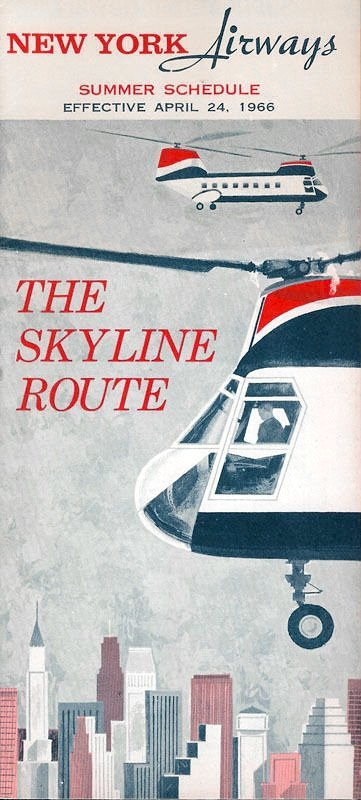 NEW YORK Airways
SUMMER SCHEDULE
EFFECTIVE APRIL 24, 1966
THE
SKYLINE
ROUTE